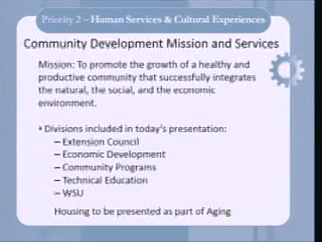 Priority 2 – Human Services & Cultural Experiences
Community Development Mission and Services
Mission: To promote the growth of a healthy and
productive community that successfully integrates
the natural, the social, and the economic
environment.
• Divisions included in today's presentation:
– Extension Council
– Economic Development
– Community Programs
– Technical Education
– WSU
Housing to be presented as part of Aging